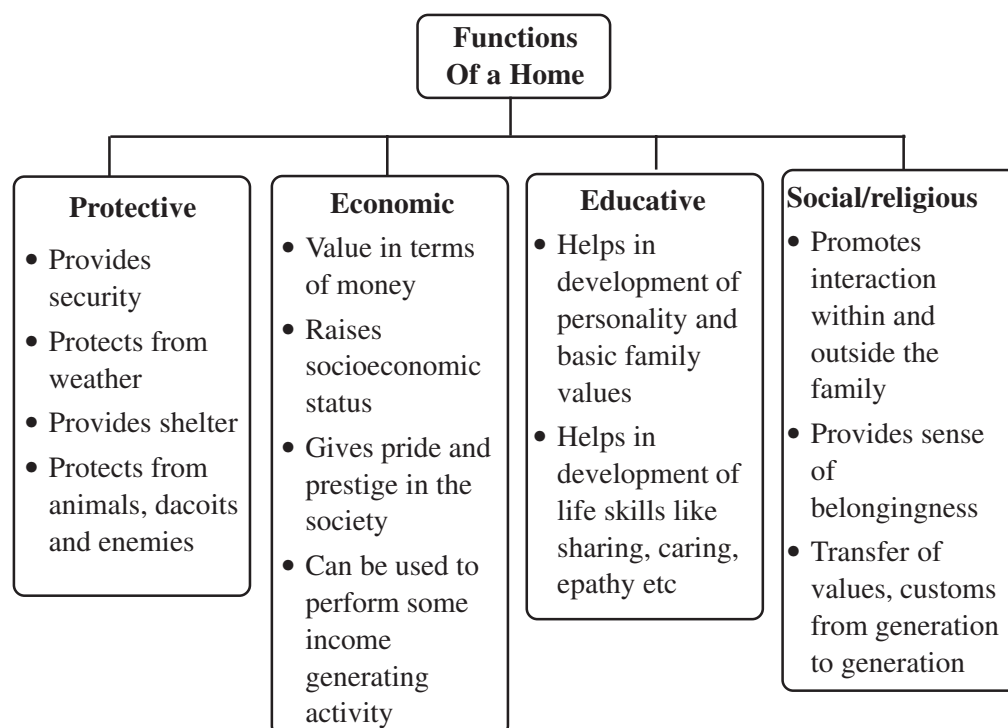 Functions
Of a Home
Protective
• Provides
security
• Protects from
weather
• Provides shelter
• Protects from
animals, dacoits
and enemies
Economic
• Value in terms
of money
• Raises
socioeconomic
status
• Gives pride and
prestige in the
society
• Can be used to
perform some
income
generating
activity
Educative
• Helps in
development of
personality and
basic family
values
• Helps in
development of
life skills like
sharing, caring,
epathy etc
Social/religious
• Promotes
interaction
within and
outside the
family
• Provides sense
of
belongingness
• Transfer of
values, customs
from generation
to generation